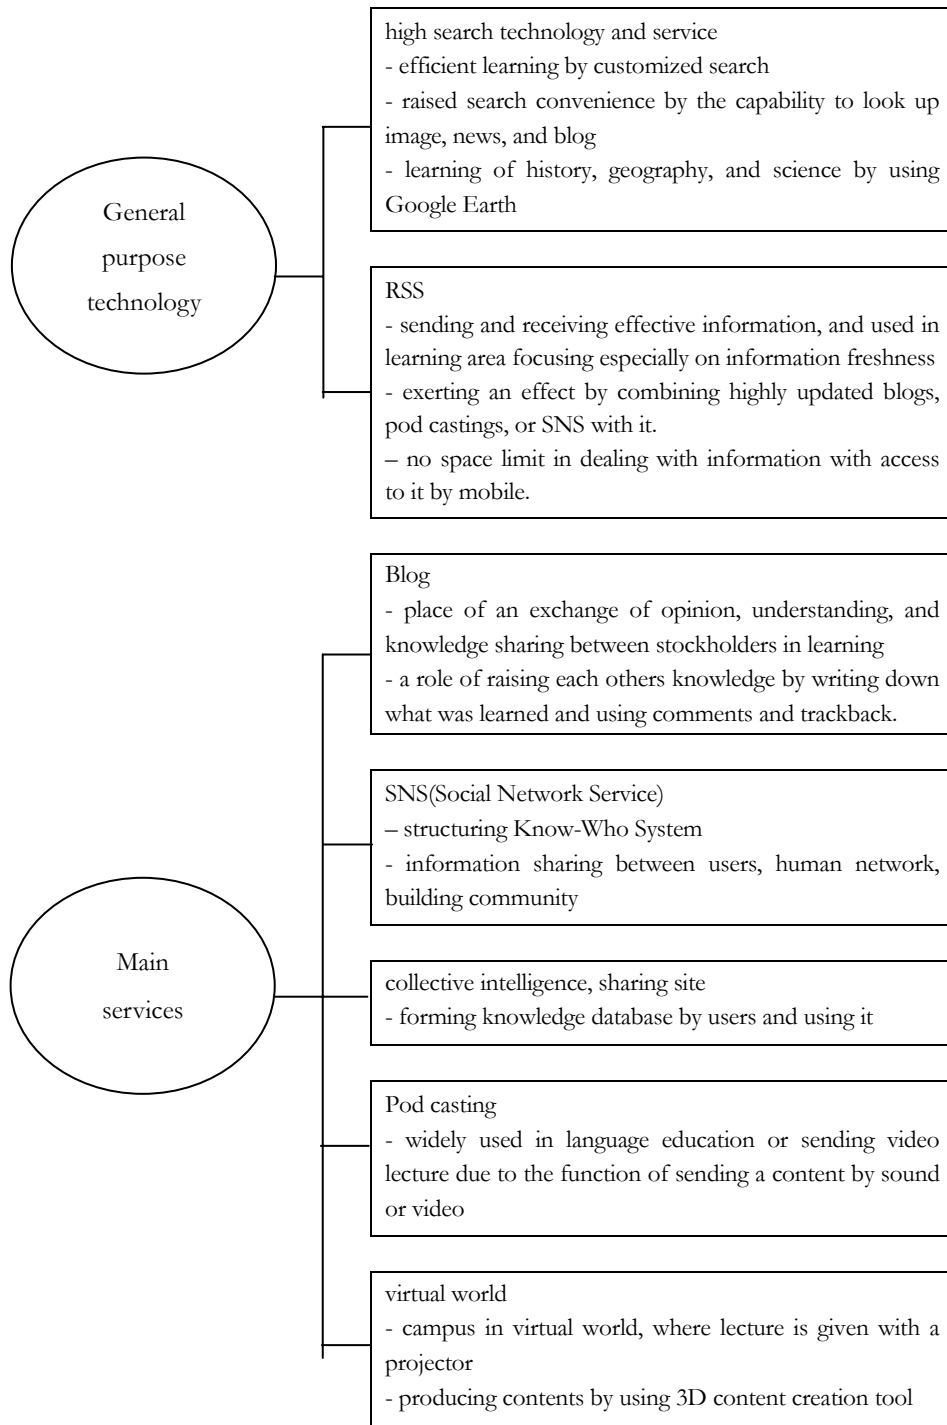 high search technology and service
- efficient learning by customized search
- raised search convenience by the capability to look up
image, news, and blog
- learning of history, geography, and science by using
Google Earth
General
purpose
technology
RSS
- sending and receiving effective information, and used in
learning area focusing especially on information freshness
- exerting an effect by combining highly updated blogs,
pod castings, or SNS with it.
– no space limit in dealing with information with access
to it by mobile.
Blog
- place of an exchange of opinion, understanding, and
knowledge sharing between stockholders in learning
- a role of raising each others knowledge by writing down
what was learned and using comments and trackback.
SNS(Social Network Service)
– structuring Know-Who System
- information sharing between users, human network,
building community
Main
services
collective intelligence, sharing site
- forming knowledge database by users and using it
Pod casting
- widely used in language education or sending video
lecture due to the function of sending a content by sound
or video
virtual world
- campus in virtual world, where lecture is given with a
projector
- producing contents by using 3D content creation tool